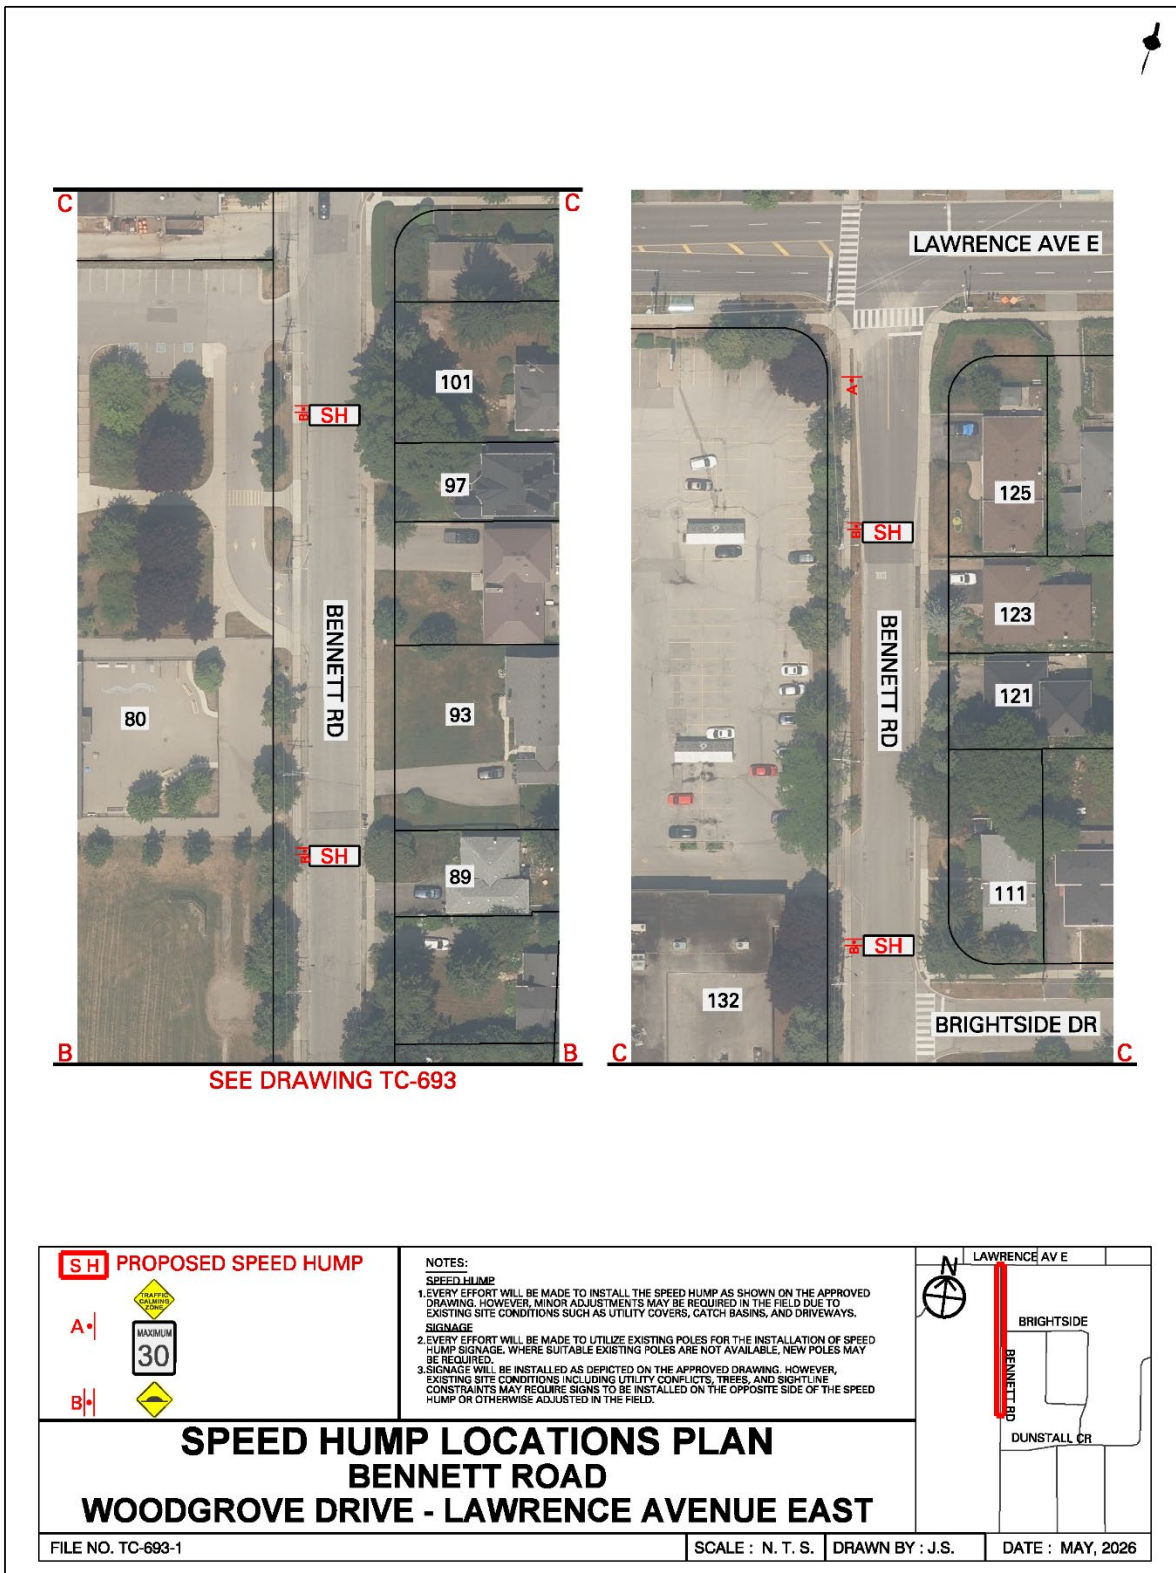 C
C
101
B
SH
97
BENNETT RD
80
93
B
SH
89
B
B
SEE DRAWING TC-693
LAWRENCE AVE E
A
125
B
SH
123
BENNETT RD
121
111
B
SH
132
BRIGHTSIDE DR
C
C
S H PROPOSED SPEED HUMP
TRAFFIC
CALMING
ZONE
A
MAXIMUM
30
B
NOTES:
SPEED HUMP
1. EVERY EFFORT WILL BE MADE TO INSTALL THE SPEED HUMP AS SHOWN ON THE APPROVED
DRAWING. HOWEVER, MINOR ADJUSTMENTS MAY BE REQUIRED IN THE FIELD DUE TO
EXISTING SITE CONDITIONS SUCH AS UTILITY COVERS, CATCH BASINS, AND DRIVEWAYS.
SIGNAGE
2. EVERY EFFORT WILL BE MADE TO UTILIZE EXISTING POLES FOR THE INSTALLATION OF SPEED
HUMP SIGNAGE. WHERE SUITABLE EXISTING POLES ARE NOT AVAILABLE, NEW POLES MAY
BE REQUIRED.
3. SIGNAGE WILL BE INSTALLED AS DEPICTED ON THE APPROVED DRAWING. HOWEVER,
EXISTING SITE CONDITIONS INCLUDING UTILITY CONFLICTS, TREES, AND SIGHTLINE
CONSTRAINTS MAY REQUIRE SIGNS TO BE INSTALLED ON THE OPPOSITE SIDE OF THE SPEED
HUMP OR OTHERWISE ADJUSTED IN THE FIELD.
LAWRENCE AV E
N
BRIGHTSIDE
BENNETT RD
DUNSTALL CR
SPEED HUMP LOCATIONS PLAN
BENNETT ROAD
WOODGROVE DRIVE - LAWRENCE AVENUE EAST
FILE NO. TC-693-1
SCALE : N. T. S.
DRAWN BY : J.S.
DATE : MAY, 2026